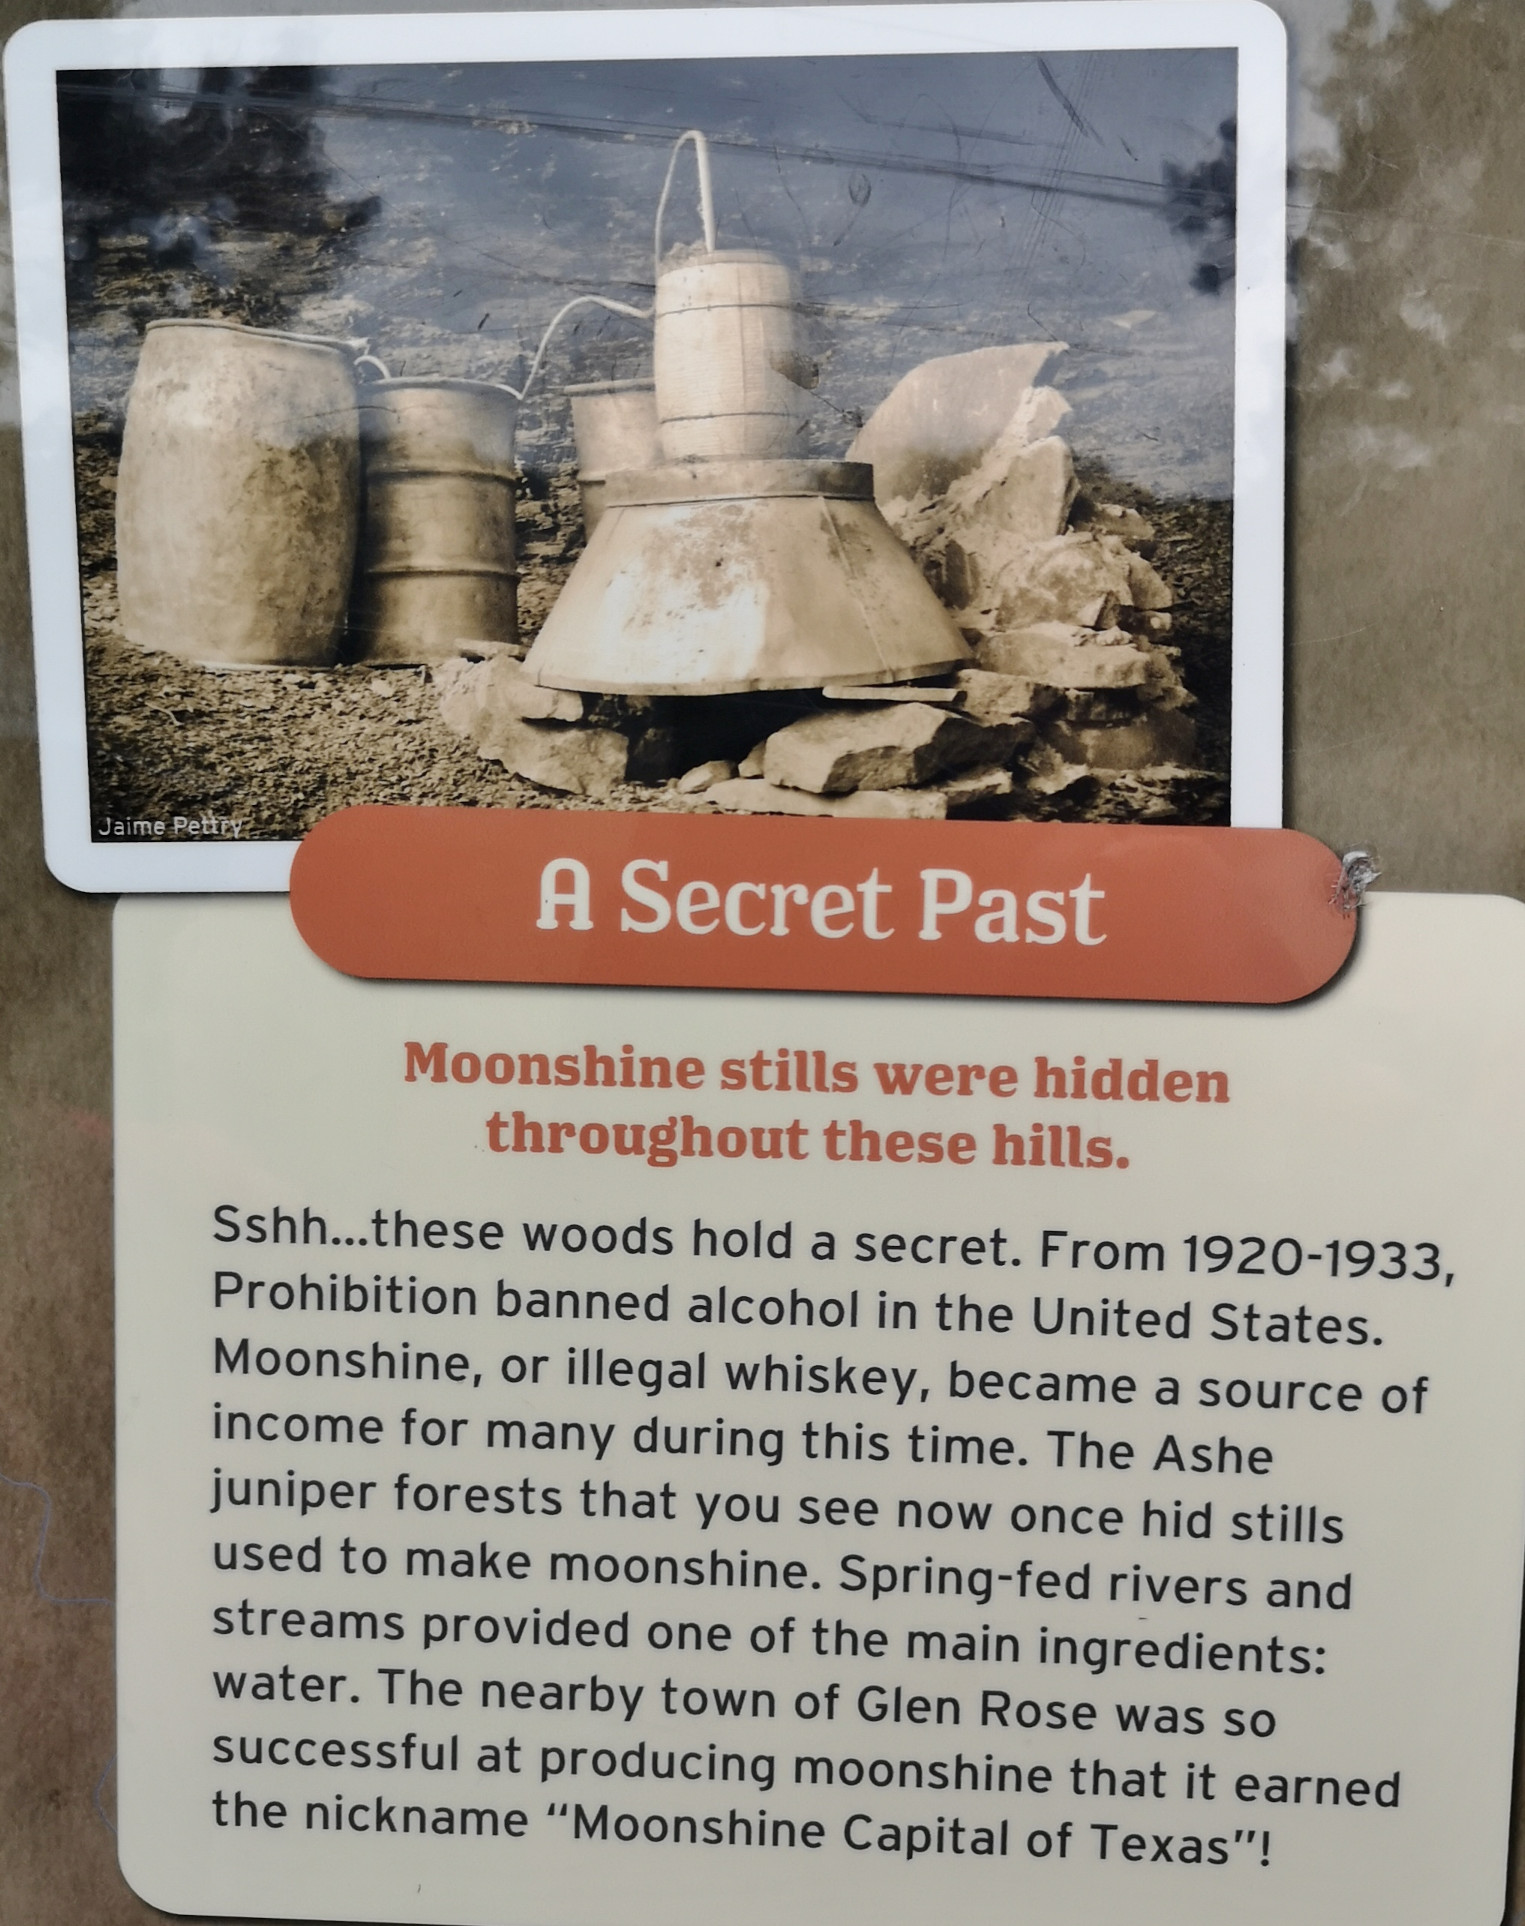 Jaime Pettry
A Secret Past
Moonshine stills were hidden
throughout these hills.
Sshh...these woods hold a secret. From 1920-1933,
Prohibition banned alcohol in the United States.
Moonshine, or illegal whiskey, became a source of
income for many during this time. The Ashe
juniper forests that you see now once hid stills
used to make moonshine. Spring-fed rivers and
streams provided one of the main ingredients:
water. The nearby town of Glen Rose was so
successful at producing moonshine that it earned
the nickname “Moonshine Capital of Texas”!